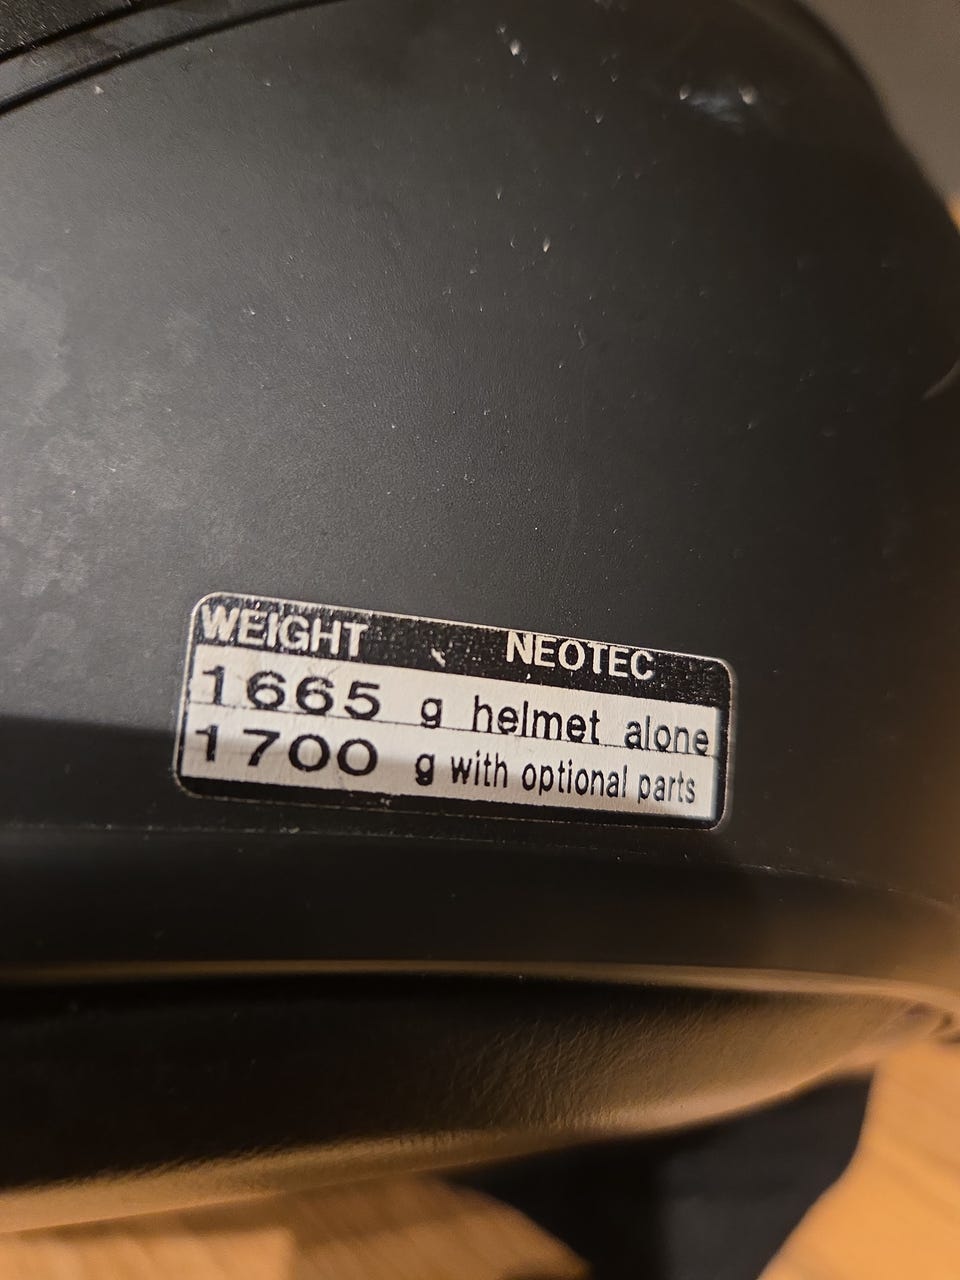 WEIGHT NEOTEC
1665 g helmet alone
1700 g with optional parts